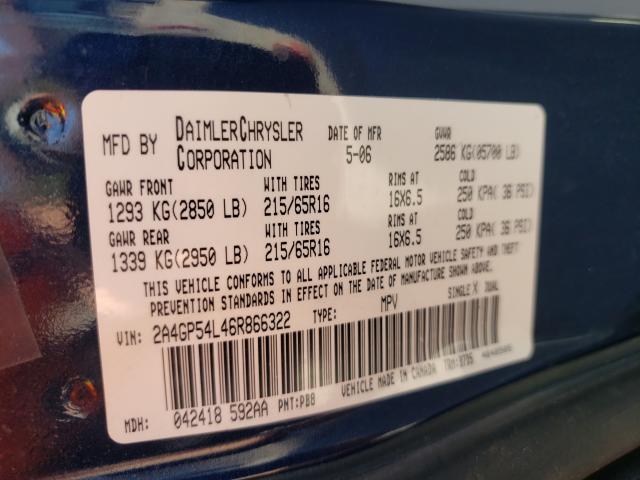 MFD BY DAIMLERCHRYSLER CORPORATION DATE OF MFR 5-06 GVWR 2586 KG(05700 LB)
GAWR FRONT WITH TIRES RIMS AT COLD
1293 KG(2850 LB) 215/65R16 16X6.5 250 KPA( 36 PSI)
GAWR REAR WITH TIRES RIMS AT COLD
1339 KG(2950 LB) 215/65R16 16X6.5 250 KPA( 36 PSI)
THIS VEHICLE CONFORMS TO ALL APPLICABLE FEDERAL MOTOR VEHICLE SAFETY AND THEFT
PREVENTION STANDARDS IN EFFECT ON THE DATE OF MANUFACTURE SHOWN ABOVE.
VIN: 2A4GP54L46R866322 TYPE: MPV SINGLE X DUAL
VEHICLE MADE IN CANADA
MDH: 042418 592AA PNT:PB8